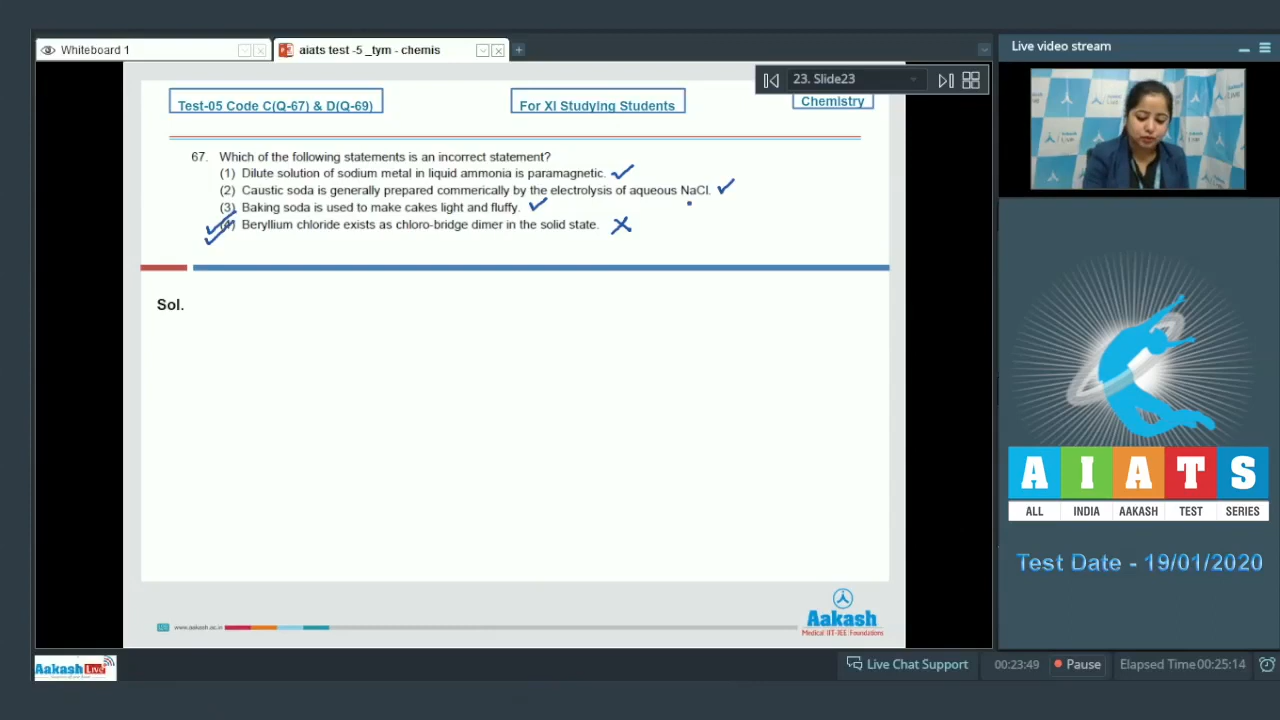 Whiteboard 1
aiats test -5 _tym - chemis
Live video stream
23. Slide23
Test-05 Code C(Q-67) & D(Q-69)
For XI Studying Students
Chemistry
67. Which of the following statements is an incorrect statement?
(1) Dilute solution of sodium metal in liquid ammonia is paramagnetic.
(2) Caustic soda is generally prepared commerically by the electrolysis of aqueous NaCl.
(3) Baking soda is used to make cakes light and fluffy.
(4) Beryllium chloride exists as chloro-bridge dimer in the solid state.
Sol.
A I A T S
ALL INDIA AAKASH TEST SERIES
Test Date - 19/01/2020
www.aakash.ac.in
Aakash
Medical | IIT-JEE | Foundations
Aakash Live
Live Chat Support
00:23:49
Pause
Elapsed Time 00:25:14